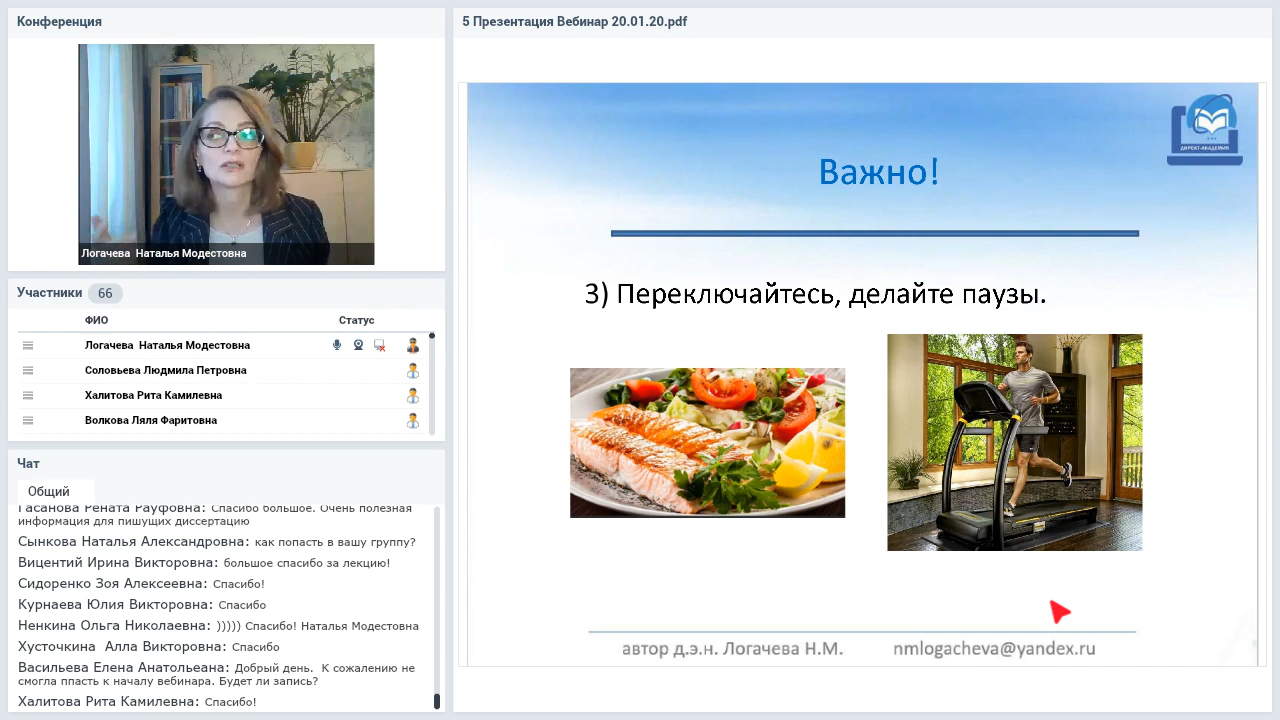 Конференция
Логачева  Наталья Модестовна
Участники 66
ФИО Статус
Логачева  Наталья Модестовна
Соловьева Людмила Петровна
Халитова Рита Камилевна
Волкова Ляля Фаритовна
Чат
Общий
Гасанова Рената Рауфовна: Спасибо большое. Очень полезная
информация для пишущих диссертацию
Сынкова Наталья Александровна: как попасть в вашу группу?
Вицентий Ирина Викторовна: большое спасибо за лекцию!
Сидоренко Зоя Алексеевна: Спасибо!
Курнаева Юлия Викторовна: Спасибо
Ненкина Ольга Николаевна: ))))) Спасибо! Наталья Модестовна
Хусточкина  Алла Викторовна: Спасибо
Васильева Елена Анатольеана: Добрый день.  К сожалению не
смогла ппасть к началу вебинара. Будет ли запись?
Халитова Рита Камилевна: Спасибо!
5 Презентация Вебинар 20.01.20.pdf
ДИРЕКТ-АКАДЕМИЯ
Важно!
3) Переключайтесь, делайте паузы.
автор д.э.н. Логачева Н.М. nmlogacheva@yandex.ru